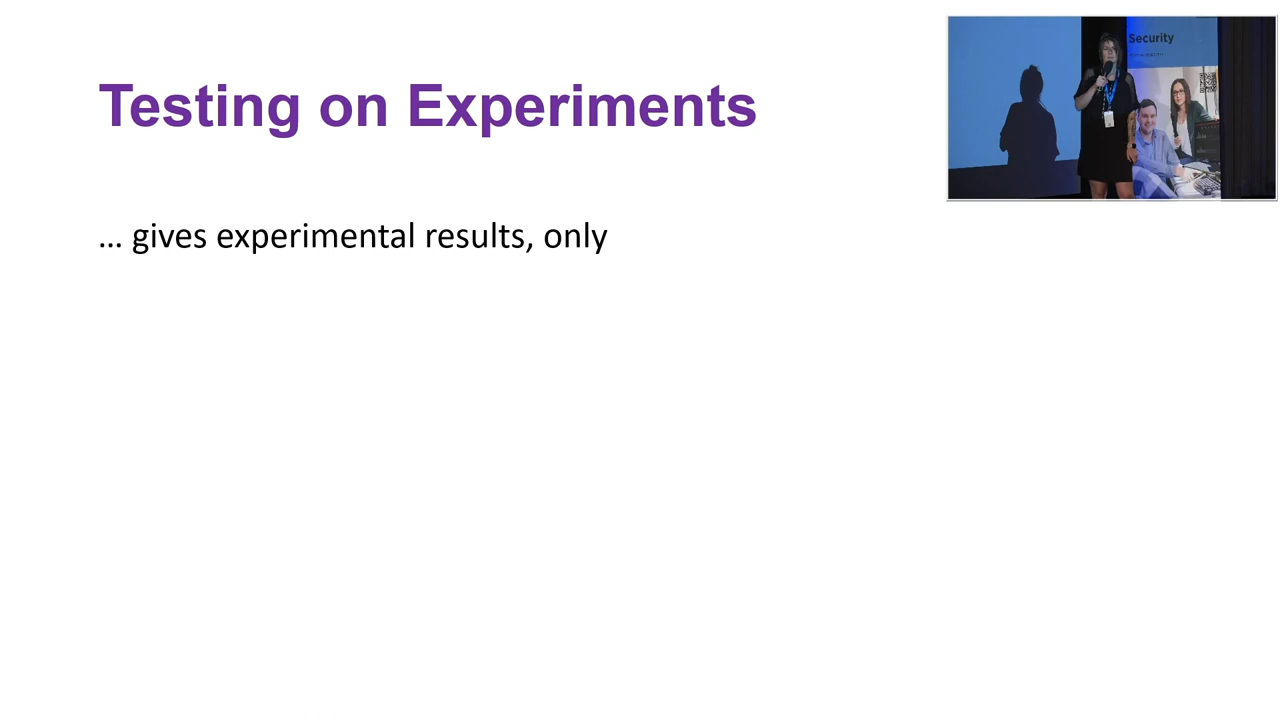 Testing on Experiments
Security
… gives experimental results, only